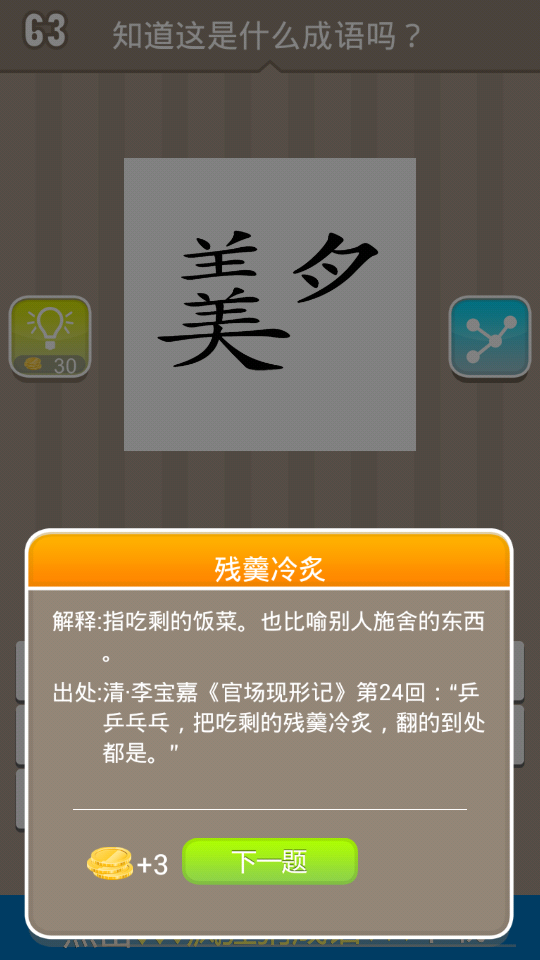 63
知道这是什么成语吗？
30
残羹冷炙
解释:指吃剩的饭菜。也比喻别人施舍的东西
。
出处:清·李宝嘉《官场现形记》第24回：“乒
乒乓乓，把吃剩的残羹冷炙，翻的到处
都是。”
+3
下一题